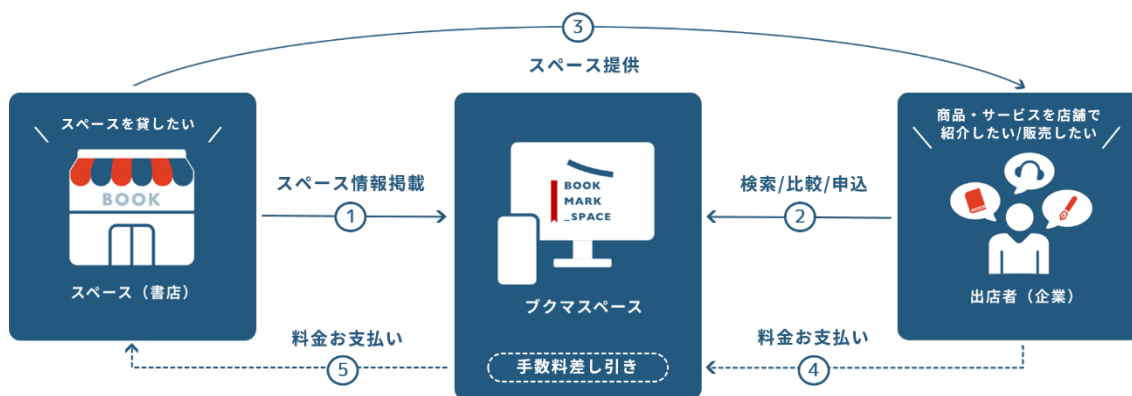 ③
スペース提供
スペースを貸したい
BOOK
スペース（書店）
スペース情報掲載
①
BOOK
MARK
_SPACE
ブクマスペース
手数料差し引き
検索/比較/申込
②
商品・サービスを店舗で
紹介したい/販売したい
出店者（企業）
料金お支払い
④
料金お支払い
⑤